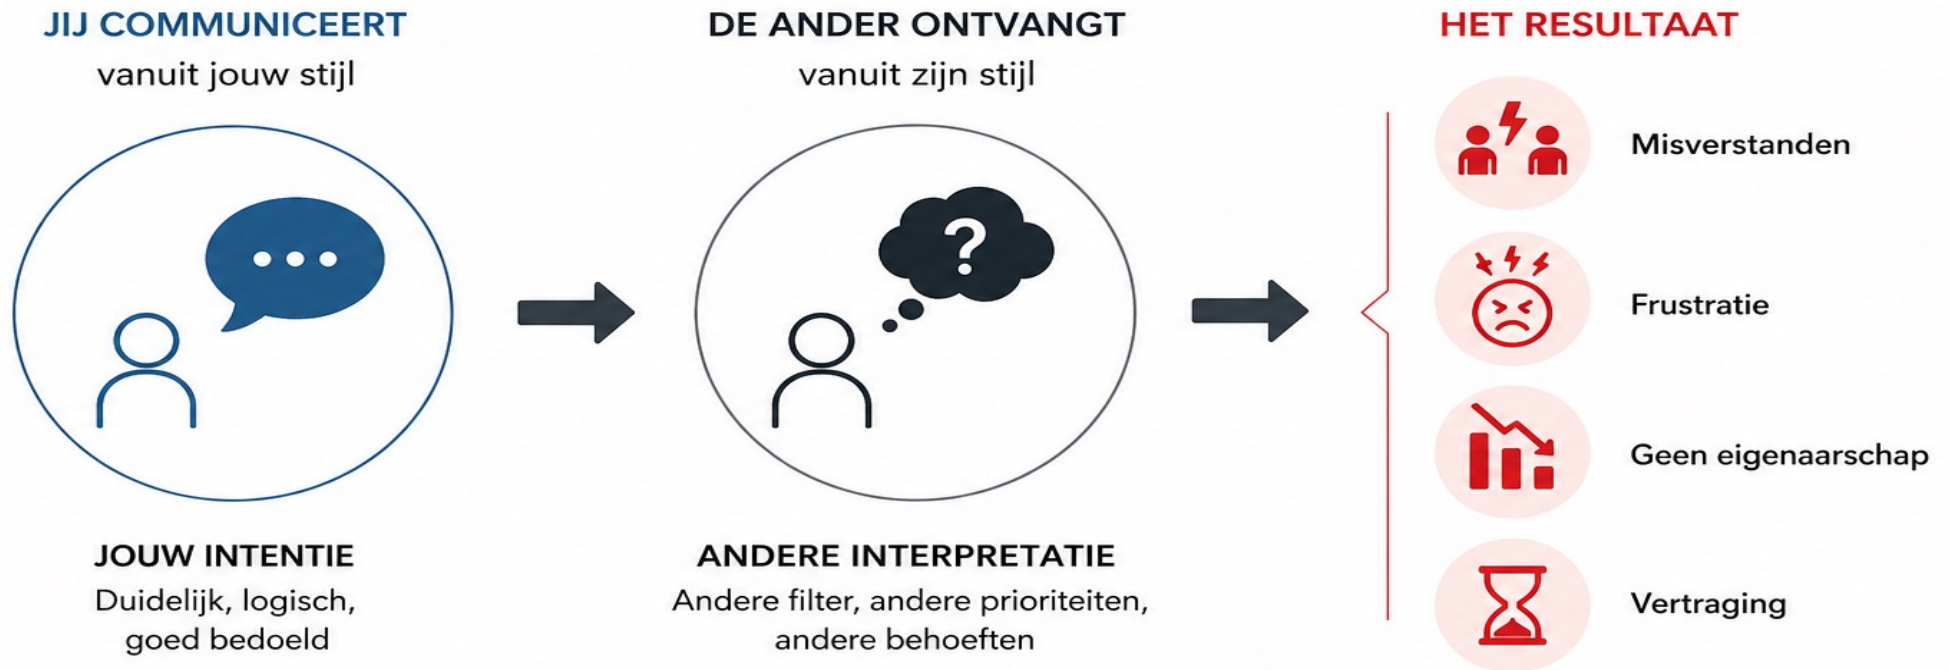 JIJ COMMUNICEERT
vanuit jouw stijl
JOUW INTENTIE
Duidelijk, logisch,
goed bedoeld
DE ANDER ONTVANGT
vanuit zijn stijl
?
ANDERE INTERPRETATIE
Andere filter, andere prioriteiten,
andere behoeften
HET RESULTAAT
Misverstanden
Frustratie
Geen eigenaarschap
Vertraging